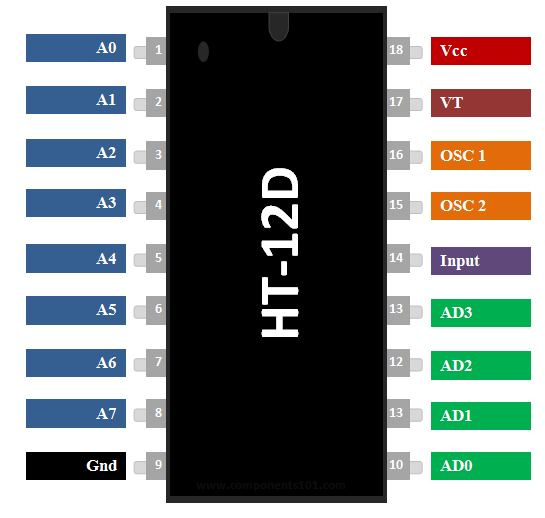 A0 1 18 Vcc
A1 2 17 VT
A2 3 16 OSC 1
A3 4 15 OSC 2
A4 5 14 Input
A5 6 13 AD3
A6 7 12 AD2
A7 8 13 AD1
Gnd 9 10 AD0
HT-12D
www.components101.com